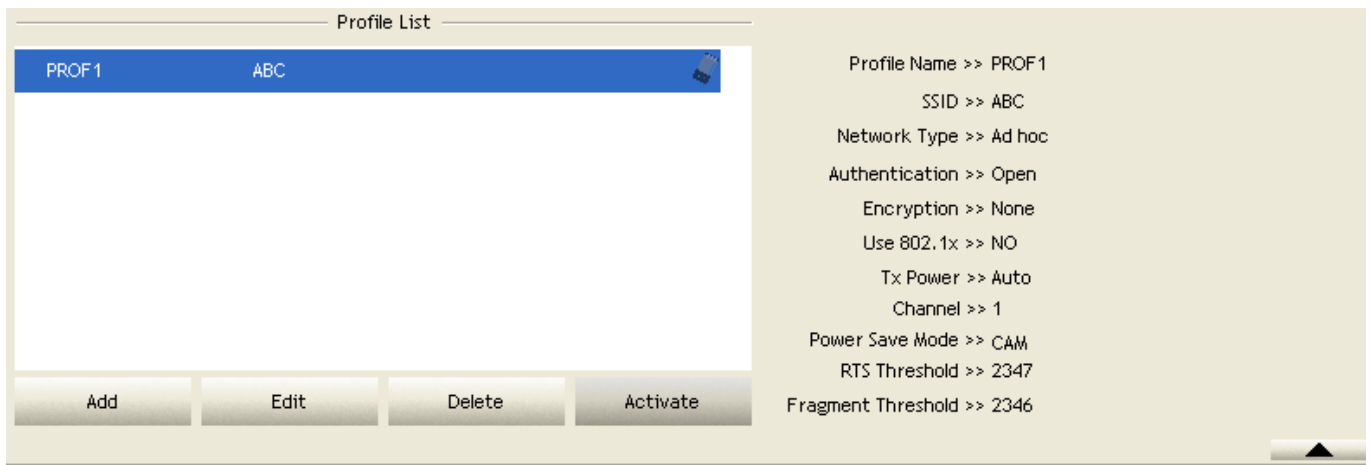 Profile List
PROF1 ABC
Add Edit Delete Activate
Profile Name >> PROF1
SSID >> ABC
Network Type >> Ad hoc
Authentication >> Open
Encryption >> None
Use 802.1x >> NO
Tx Power >> Auto
Channel >> 1
Power Save Mode >> CAM
RTS Threshold >> 2347
Fragment Threshold >> 2346